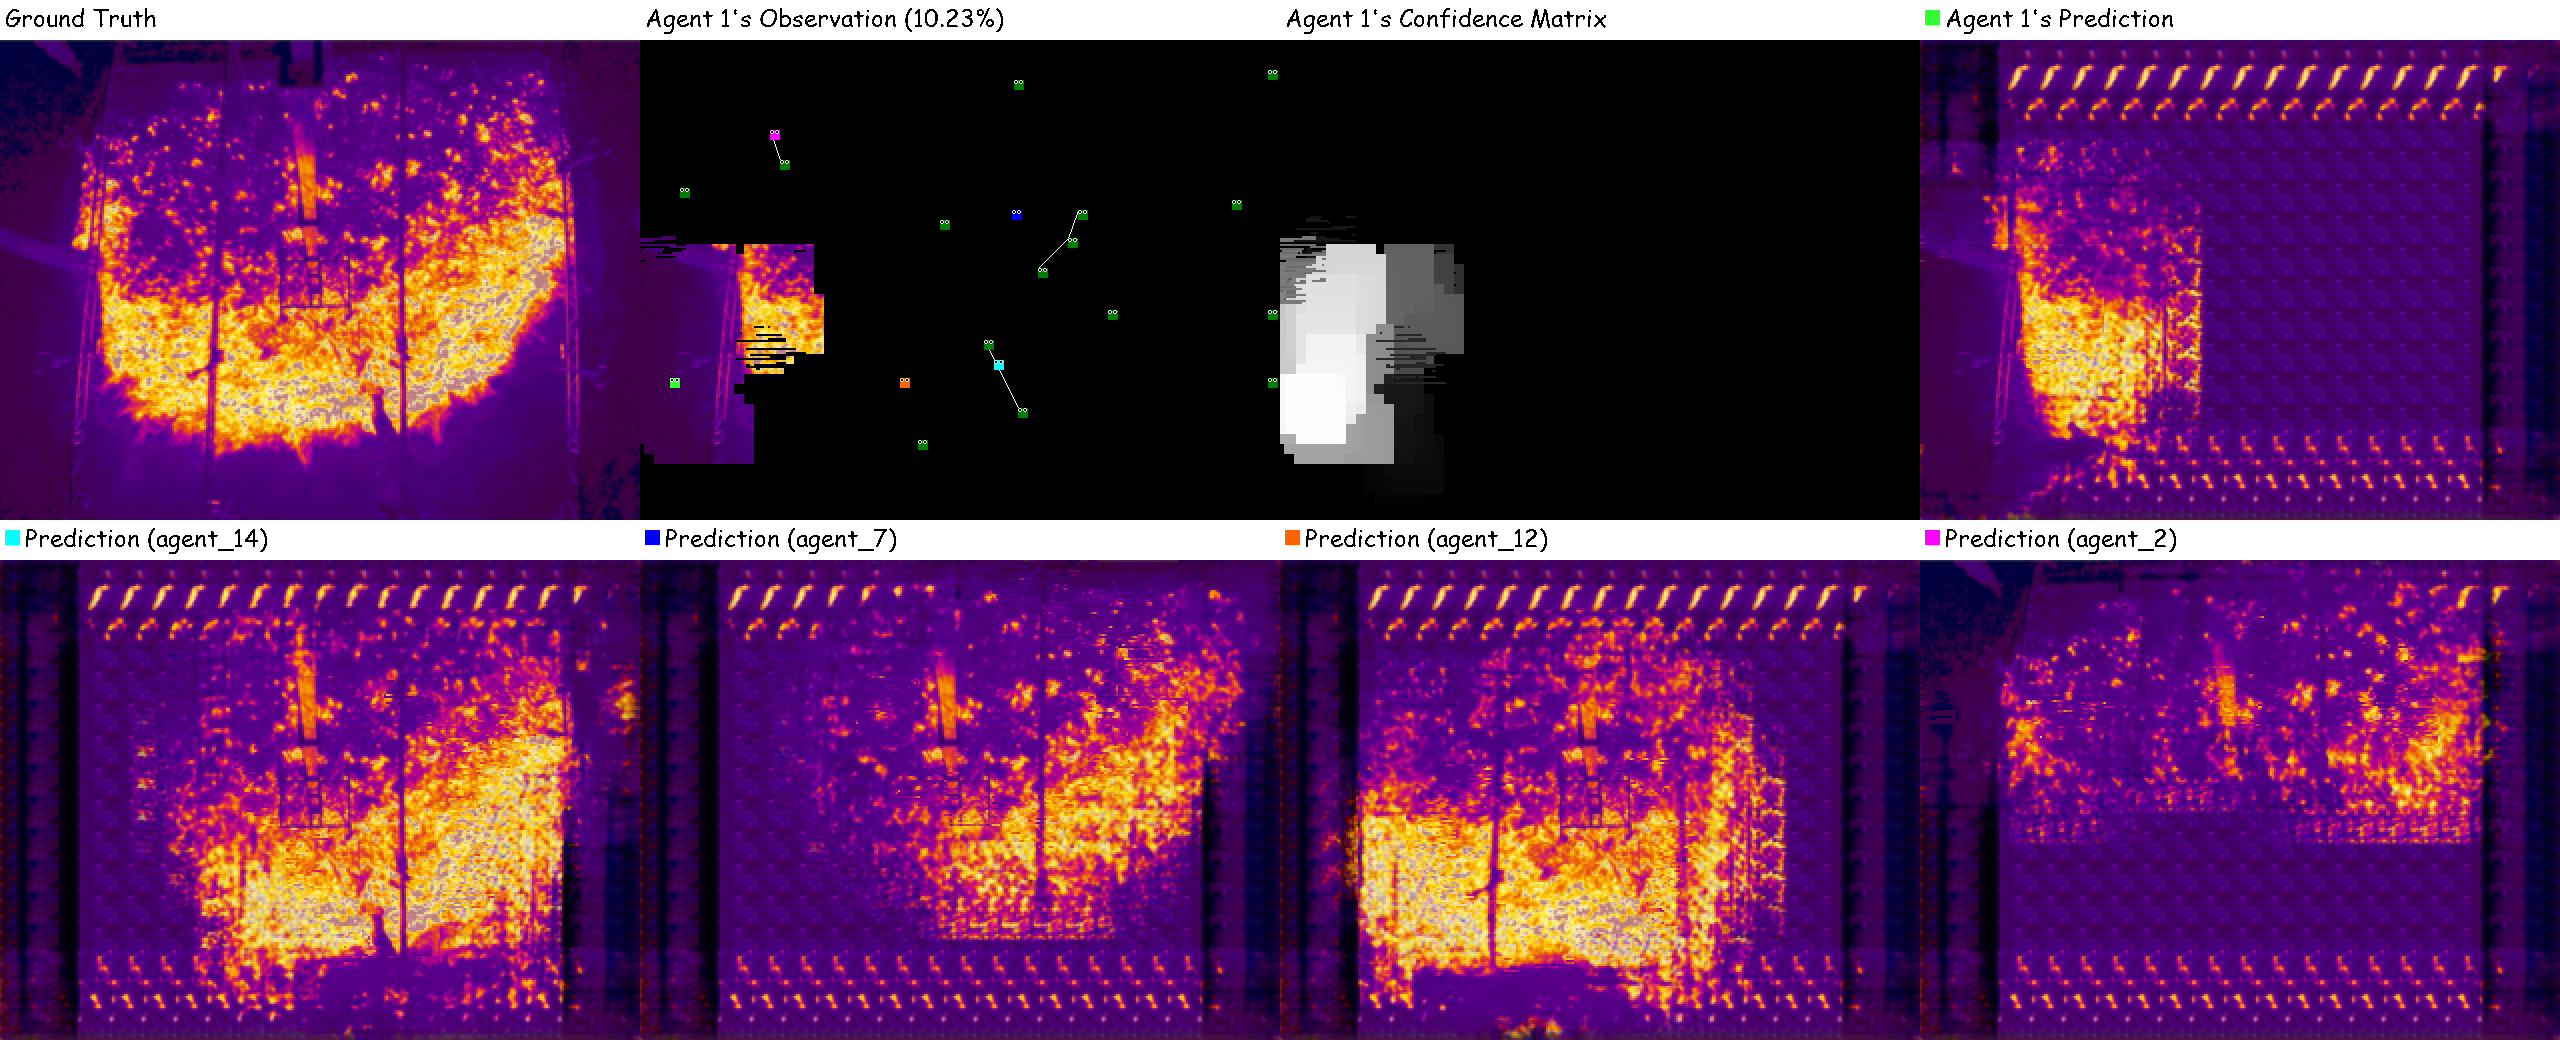 Ground Truth
Agent 1's Observation (10.23%)
Agent 1's Confidence Matrix
Agent 1's Prediction
Prediction (agent_14)
Prediction (agent_7)
Prediction (agent_12)
Prediction (agent_2)